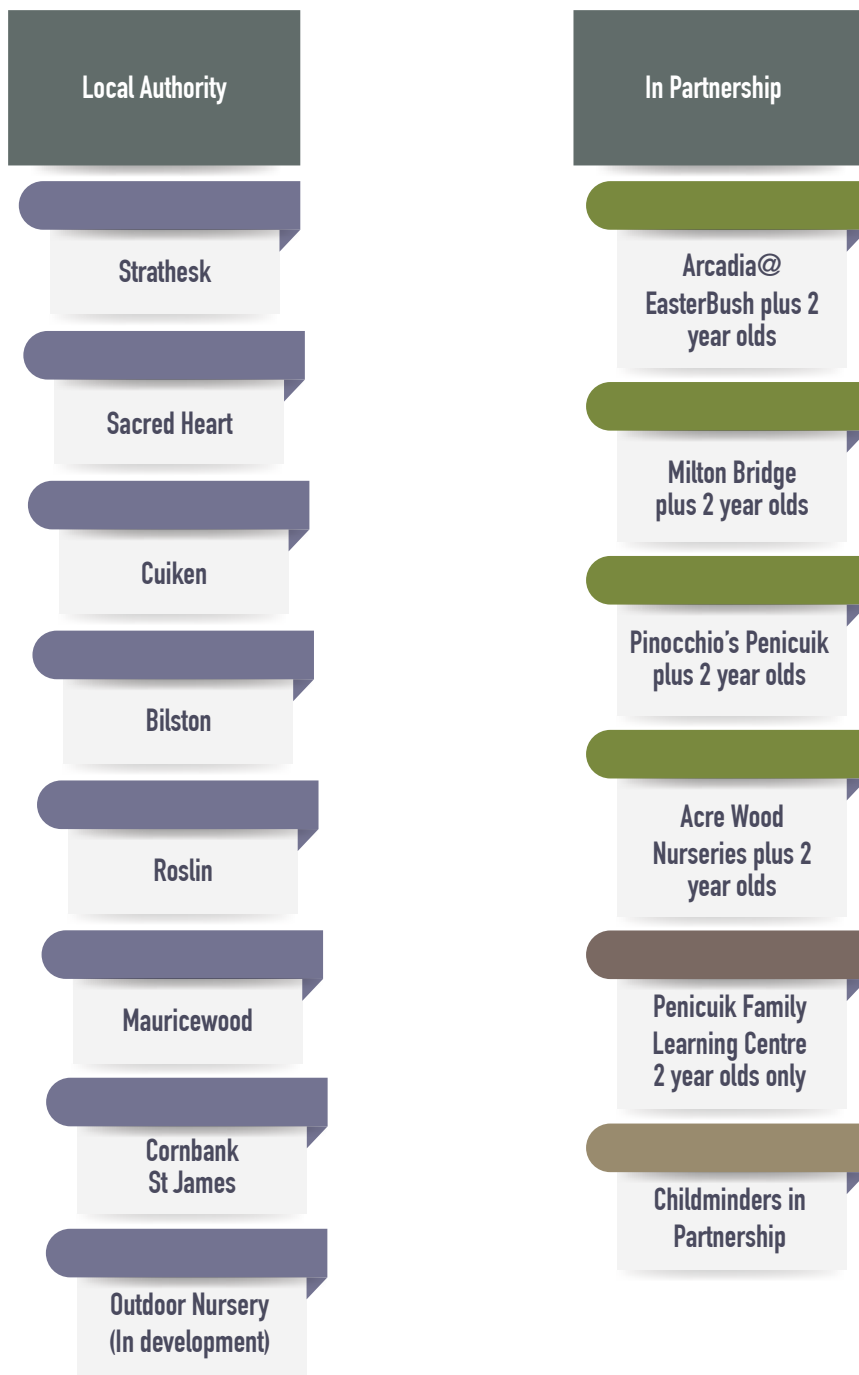 Local Authority
Strathesk
Sacred Heart
Cuiken
Bilston
Roslin
Mauricewood
Cornbank
St James
Outdoor Nursery
(In development)
In Partnership
Arcadia@
EasterBush plus 2
year olds
Milton Bridge
plus 2 year olds
Pinocchio’s Penicuik
plus 2 year olds
Acre Wood
Nurseries plus 2
year olds
Penicuik Family
Learning Centre
2 year olds only
Childminders in
Partnership